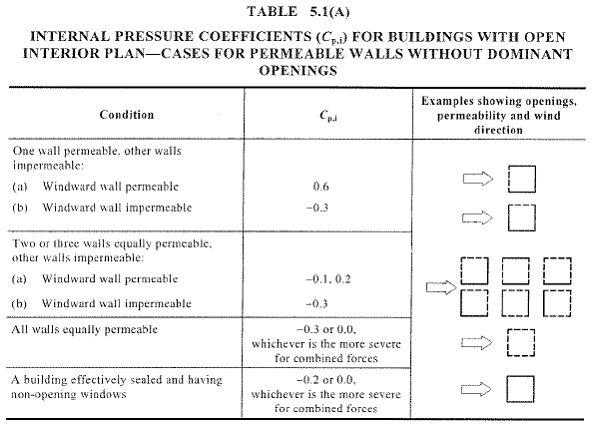 TABLE 5.1(A)
INTERNAL PRESSURE COEFFICIENTS (Cp,i) FOR BUILDINGS WITH OPEN
INTERIOR PLAN—CASES FOR PERMEABLE WALLS WITHOUT DOMINANT
OPENINGS
Condition
Cp,i
Examples showing openings,
permeability and wind
direction
One wall permeable, other walls
impermeable:
(a) Windward wall permeable
0.6
(b) Windward wall impermeable
−0.3
Two or three walls equally permeable,
other walls impermeable:
(a) Windward wall permeable
−0.1, 0.2
(b) Windward wall impermeable
−0.3
All walls equally permeable
−0.3 or 0.0,
whichever is the more severe
for combined forces
A building effectively sealed and having
non-opening windows
−0.2 or 0.0,
whichever is the more severe
for combined forces